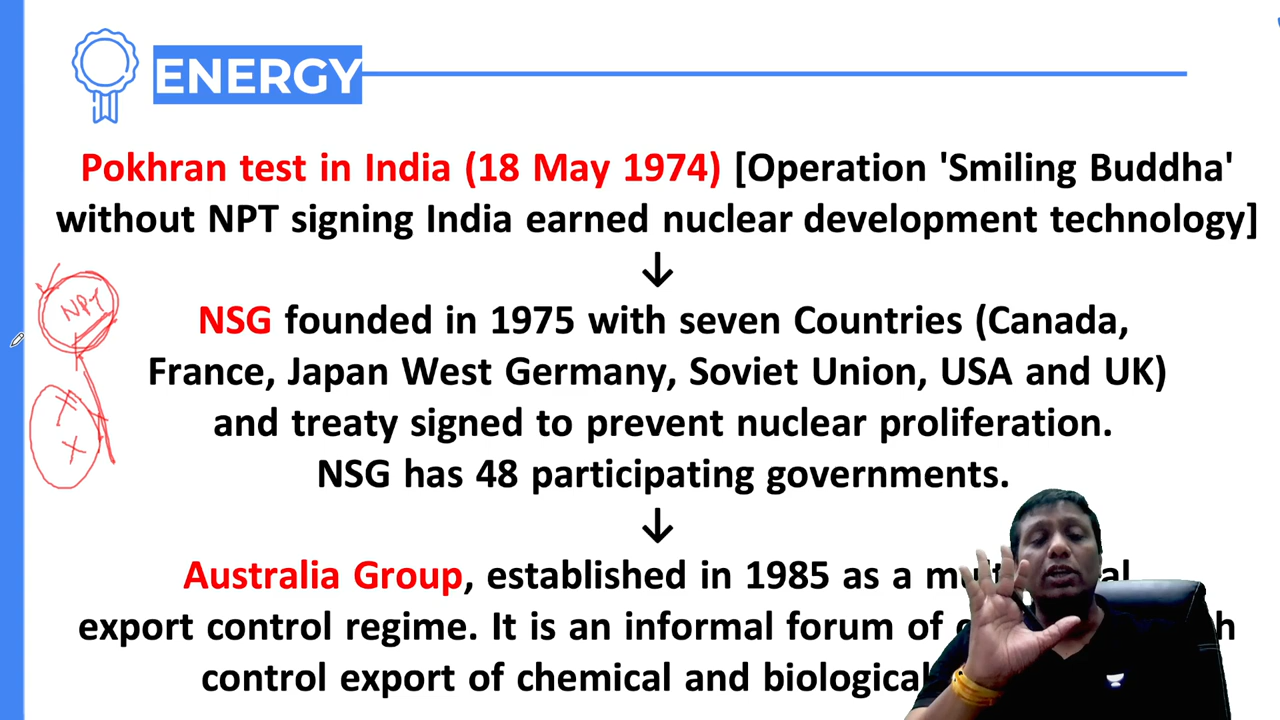 ENERGY
Pokhran test in India (18 May 1974) [Operation 'Smiling Buddha'
without NPT signing India earned nuclear development technology]
↓
NPT
NSG founded in 1975 with seven Countries (Canada,
France, Japan West Germany, Soviet Union, USA and UK)
and treaty signed to prevent nuclear proliferation.
NSG has 48 participating governments.
↓
Australia Group, established in 1985 as a
export control regime. It is an informal forum of
control export of chemical and biological